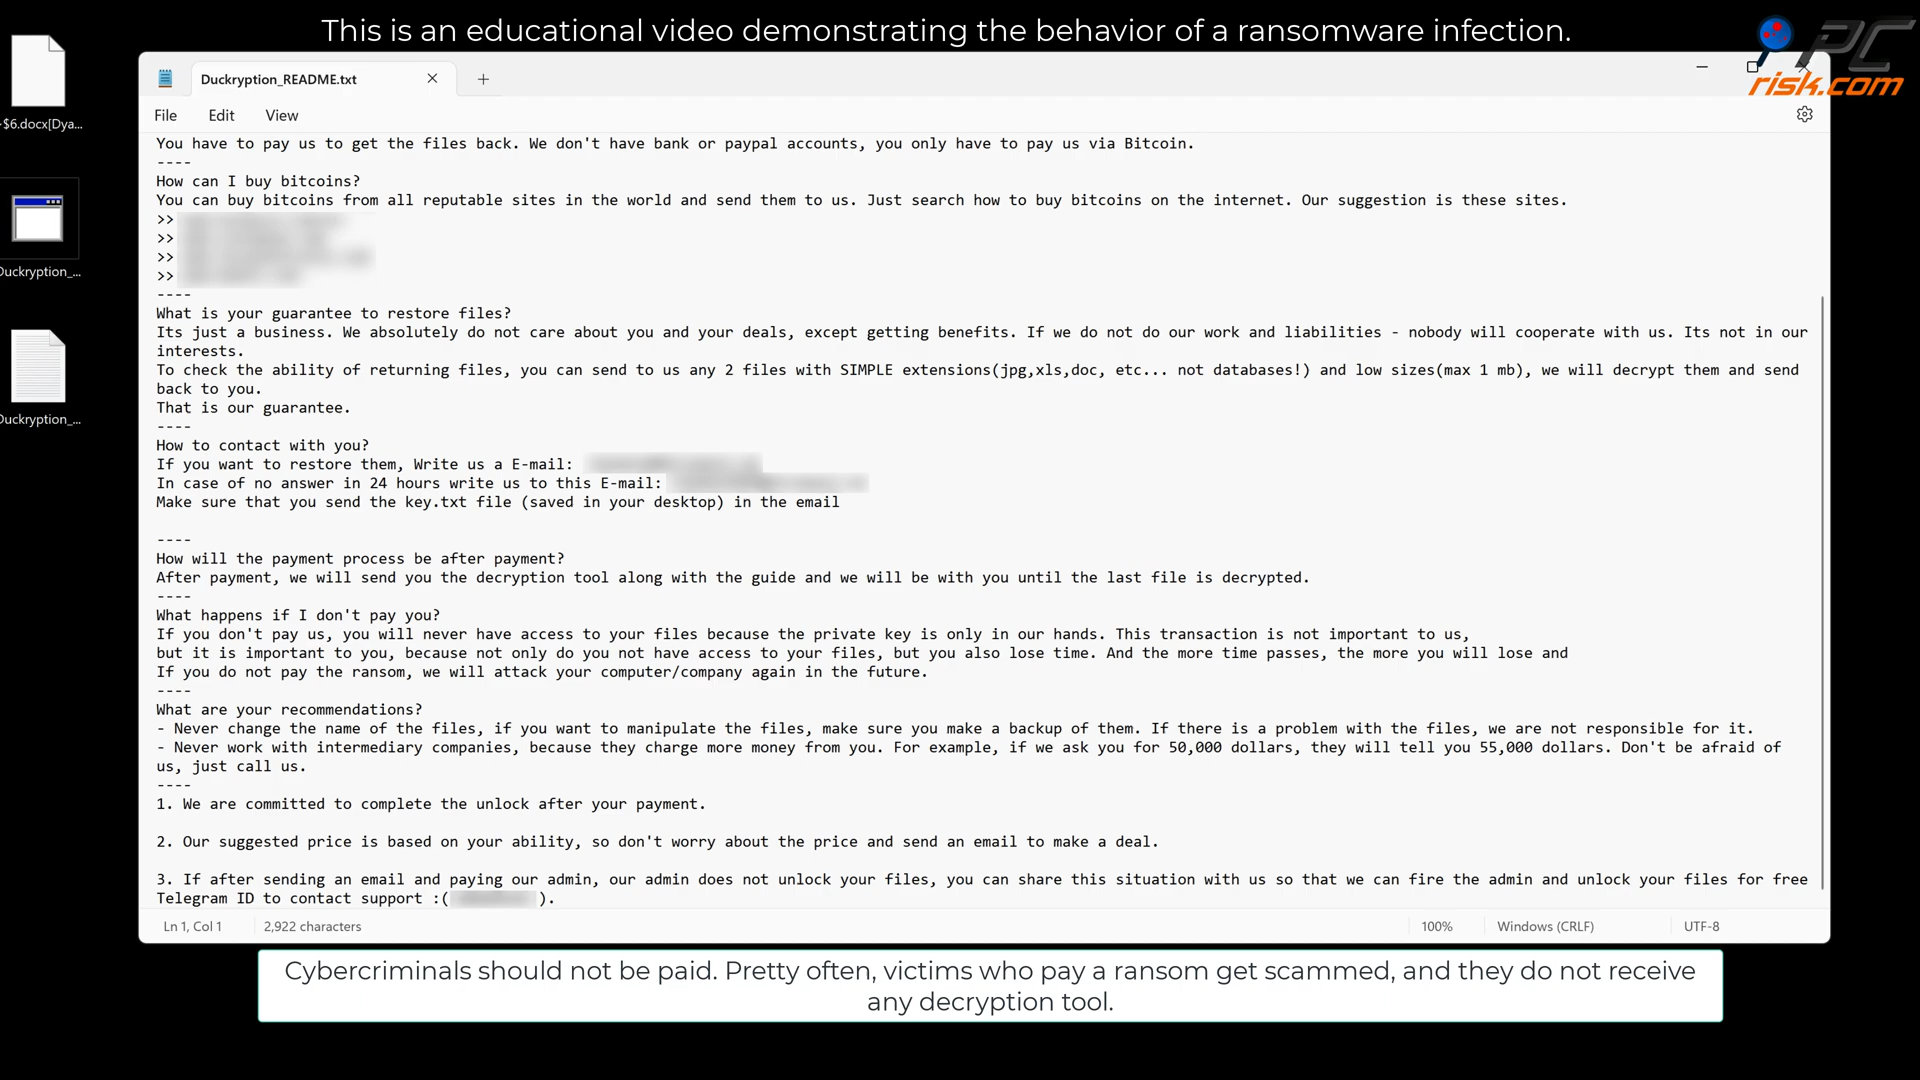 This is an educational video demonstrating the behavior of a ransomware infection.
PC
risk.com
$6.docx[Dya...
Duckryption_...
Duckryption_...
Duckryption_README.txt
File Edit View
You have to pay us to get the files back. We don't have bank or paypal accounts, you only have to pay us via Bitcoin.
----
How can I buy bitcoins?
You can buy bitcoins from all reputable sites in the world and send them to us. Just search how to buy bitcoins on the internet. Our suggestion is these sites.
>>
>>
>>
>>
----
What is your guarantee to restore files?
Its just a business. We absolutely do not care about you and your deals, except getting benefits. If we do not do our work and liabilities - nobody will cooperate with us. Its not in our
interests.
To check the ability of returning files, you can send to us any 2 files with SIMPLE extensions(jpg,xls,doc, etc... not databases!) and low sizes(max 1 mb), we will decrypt them and send
back to you.
That is our guarantee.
----
How to contact with you?
If you want to restore them, Write us a E-mail:
In case of no answer in 24 hours write us to this E-mail:
Make sure that you send the key.txt file (saved in your desktop) in the email
----
How will the payment process be after payment?
After payment, we will send you the decryption tool along with the guide and we will be with you until the last file is decrypted.
----
What happens if I don't pay you?
If you don't pay us, you will never have access to your files because the private key is only in our hands. This transaction is not important to us,
but it is important to you, because not only do you not have access to your files, but you also lose time. And the more time passes, the more you will lose and
If you do not pay the ransom, we will attack your computer/company again in the future.
----
What are your recommendations?
- Never change the name of the files, if you want to manipulate the files, make sure you make a backup of them. If there is a problem with the files, we are not responsible for it.
- Never work with intermediary companies, because they charge more money from you. For example, if we ask you for 50,000 dollars, they will tell you 55,000 dollars. Don't be afraid of
us, just call us.
----
1. We are committed to complete the unlock after your payment.
2. Our suggested price is based on your ability, so don't worry about the price and send an email to make a deal.
3. If after sending an email and paying our admin, our admin does not unlock your files, you can share this situation with us so that we can fire the admin and unlock your files for free
Telegram ID to contact support :( ).
Ln 1, Col 1 2,922 characters 100% Windows (CRLF) UTF-8
Cybercriminals should not be paid. Pretty often, victims who pay a ransom get scammed, and they do not receive
any decryption tool.